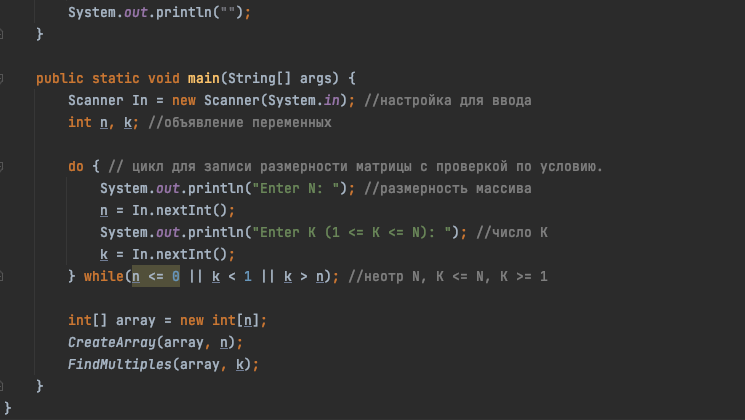 System.out.println("");
}
public static void main(String[] args) {
Scanner In = new Scanner(System.in); //настройка для ввода
int n, k; //объявление переменных
do { // цикл для записи размерности матрицы с проверкой по условию.
System.out.println("Enter N: "); //размерность массива
n = In.nextInt();
System.out.println("Enter K (1 <= K <= N): "); //число K
k = In.nextInt();
} while(n <= 0 || k < 1 || k > n); //неотр N, K <= N, K >= 1
int[] array = new int[n];
CreateArray(array, n);
FindMultiples(array, k);
}
}